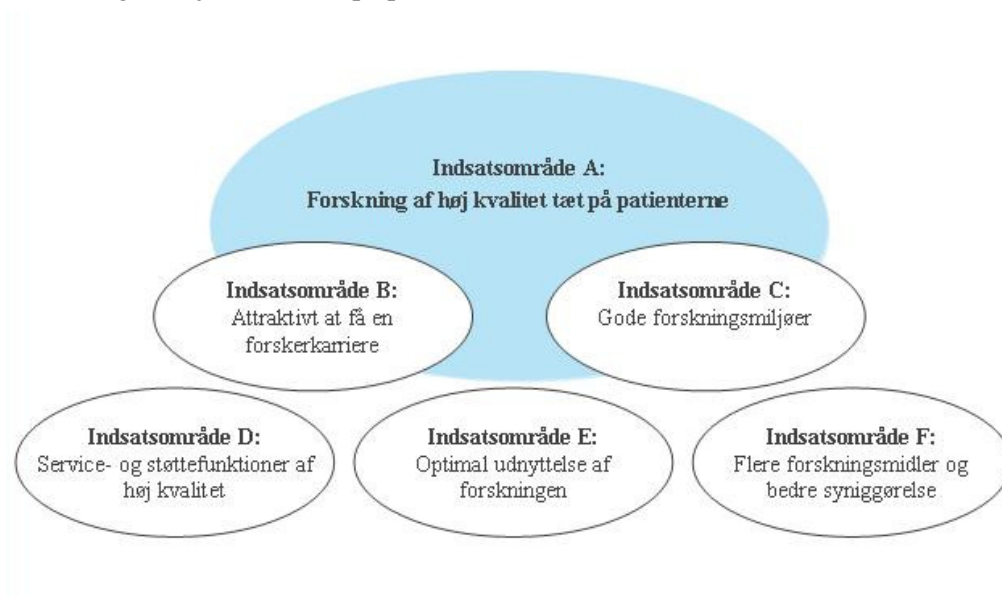 Indsatsområde A:
Forskning af høj kvalitet tæt på patienterne
Indsatsområde B:
Attraktivt at få en
forskerkarriere
Indsatsområde C:
Gode forskningsmiljøer
Indsatsområde D:
Service- og støttefunktioner af
høj kvalitet
Indsatsområde E:
Optimal udnyttelse af
forskningen
Indsatsområde F:
Flere forskningsmidler og
bedre syniggørelse